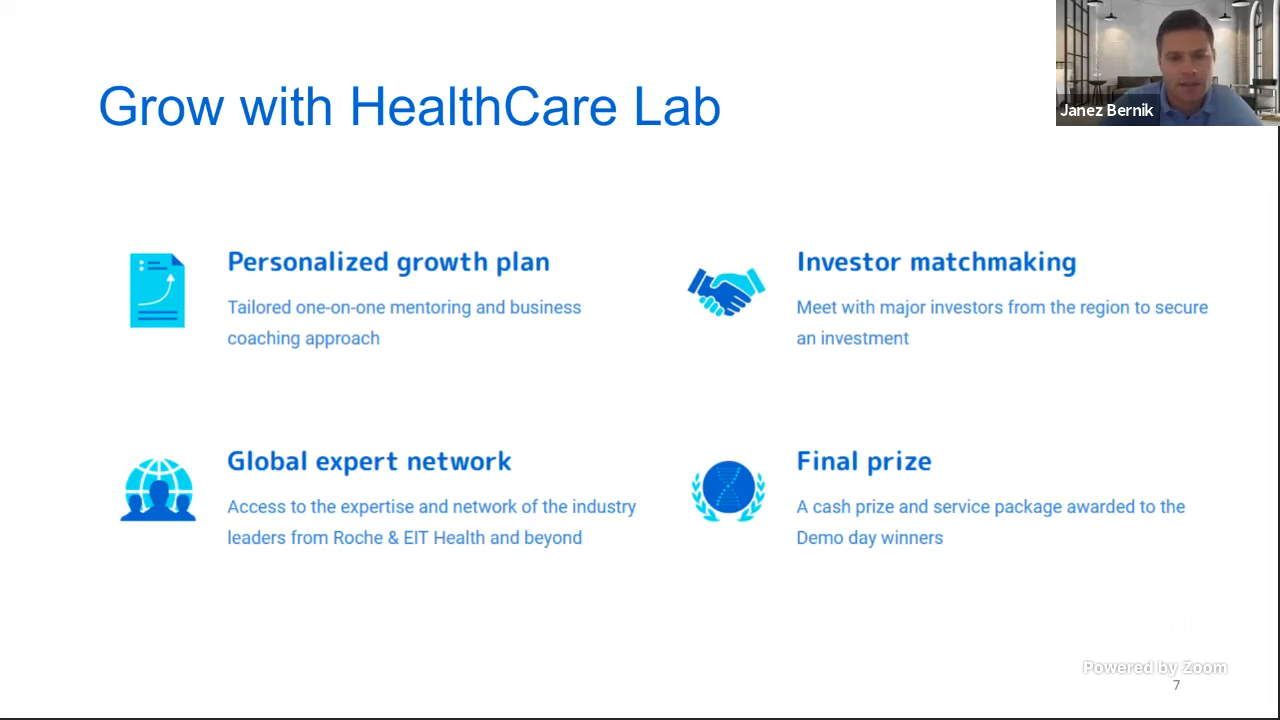 Grow with HealthCare Lab
Janez Bernik
Personalized growth plan
Tailored one-on-one mentoring and business
coaching approach
Investor matchmaking
Meet with major investors from the region to secure
an investment
Global expert network
Access to the expertise and network of the industry
leaders from Roche & EIT Health and beyond
Final prize
A cash prize and service package awarded to the
Demo day winners
Powered by Zoom
7